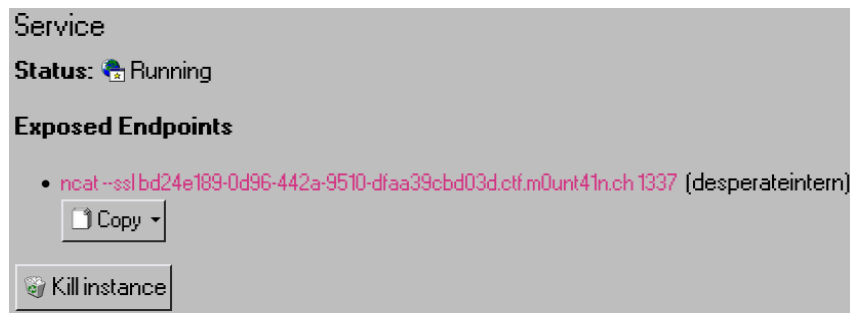 Service
Status: Running
Exposed Endpoints
ncat --ssl bd24e189-0d96-442a-9510-dfaa39cbd03d.ctf.m0unt41n.ch 1337 (desperateintern)
Copy
Kill instance